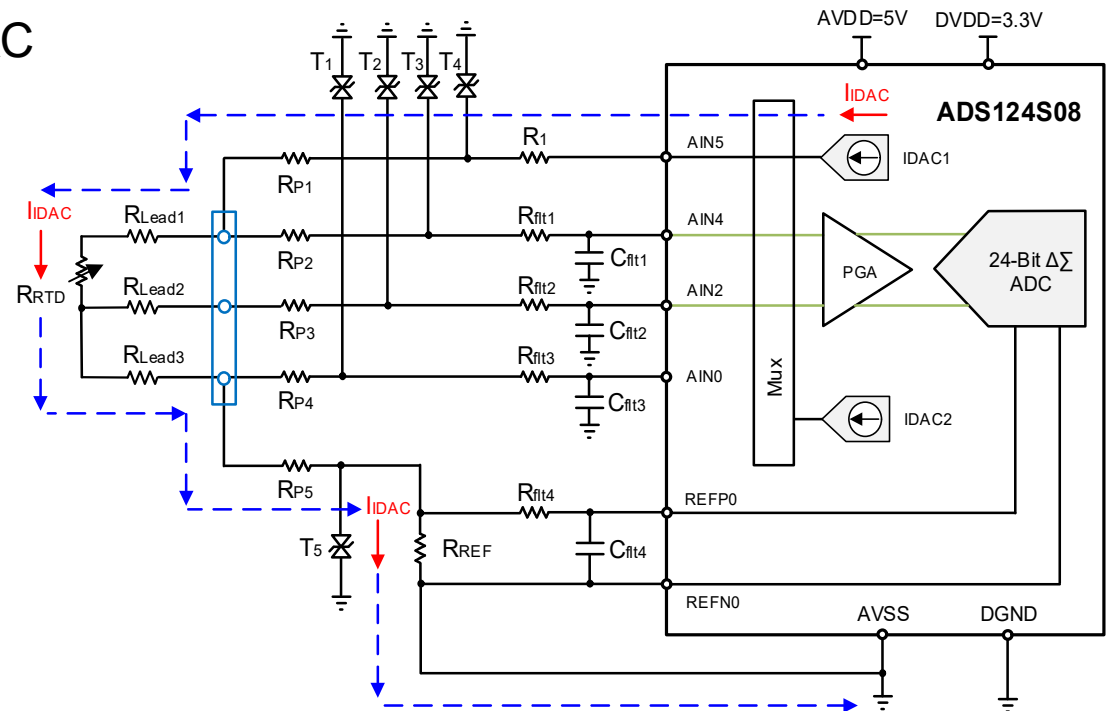 C
AVDD=5V DVDD=3.3V
T1 T2 T3 T4
IIDAC
ADS124S08
R1
AIN5
IDAC1
RP1
IIDAC
RLead1
Rflt1
AIN4
RP2
Cflt1
PGA
24-Bit ΔΣ
ADC
RRTD
RLead2
Rflt2
AIN2
RP3
Cflt2
RLead3
Rflt3
AIN0
Mux
RP4
Cflt3
IDAC2
RP5
IIDAC
Rflt4
REFP0
T5
RREF
Cflt4
REFN0
AVSS DGND